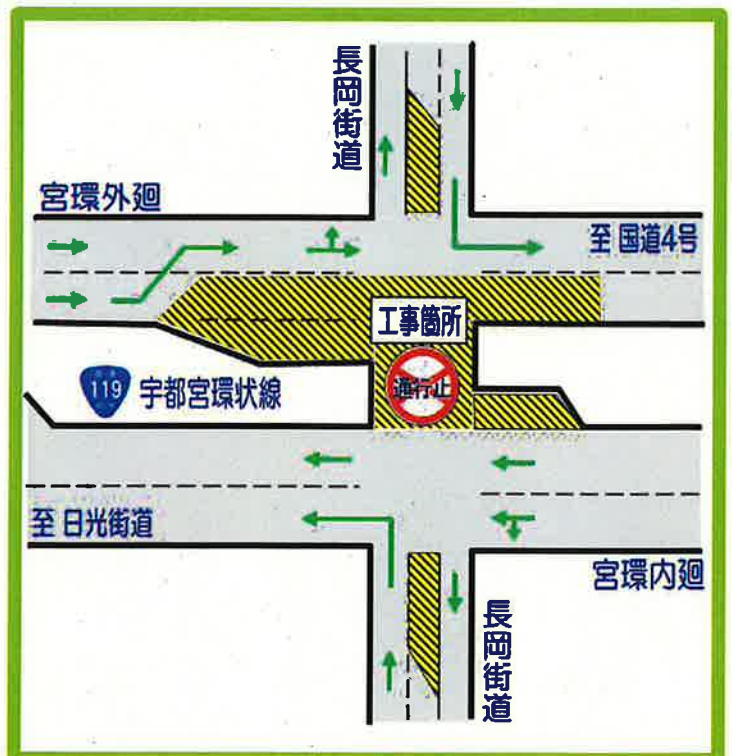 長岡街道
宮環外廻
至 国道4号
工事箇所
通行止
119 宇都宮環状線
至 日光街道
宮環内廻
長岡街道